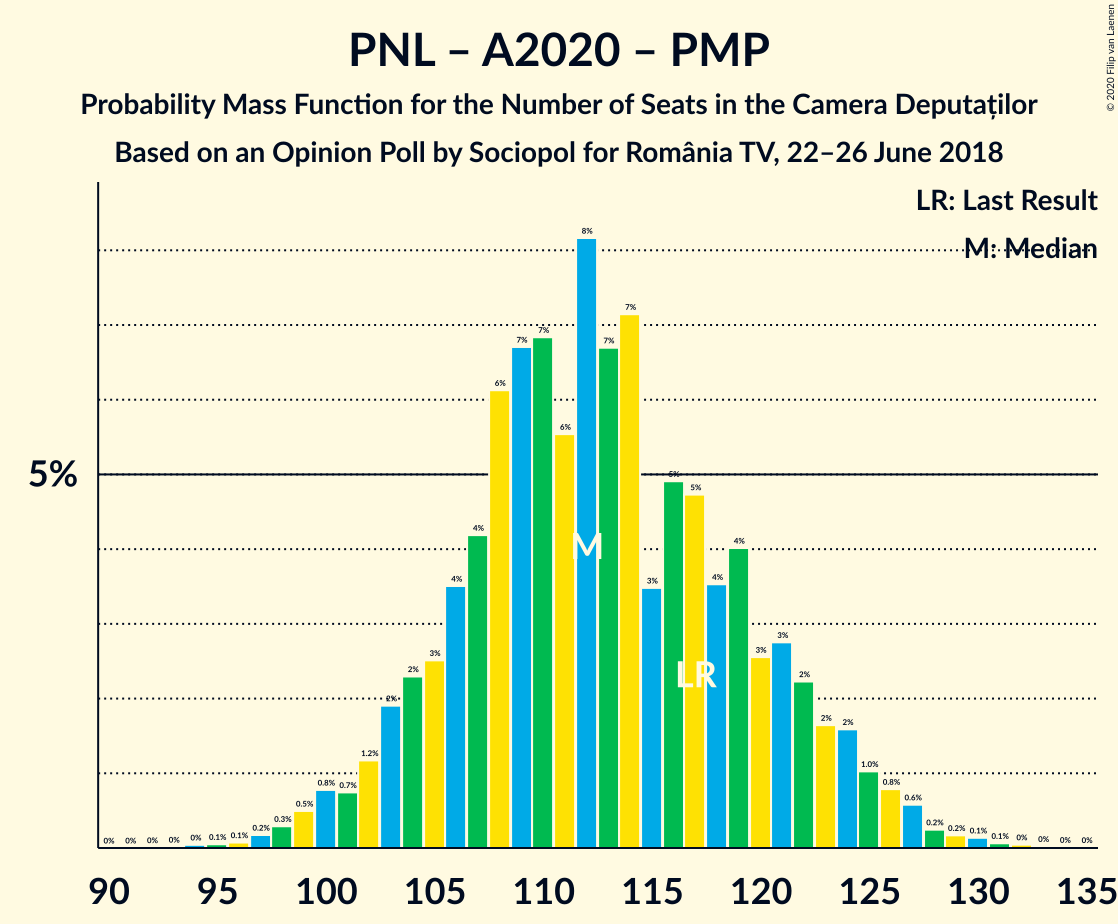 PNL – A2020 – PMP
Probability Mass Function for the Number of Seats in the Camera Deputaților
Based on an Opinion Poll by Sociopol for România TV, 22–26 June 2018
© 2020 Filip van Laenen
LR: Last Result
M: Median
5%
0% 0% 0% 0% 0% 0.1% 0.1% 0.2% 0.3% 0.5% 0.8% 0.7% 1.2% 2% 2% 3% 4% 4% 6% 7% 7% 6% 8% 7% 7% 3% 5% 5% 4% 4% 3% 3% 2% 2% 2% 1.0% 0.8% 0.6% 0.2% 0.2% 0.1% 0.1% 0% 0% 0% 0%
M
LR
90 95 100 105 110 115 120 125 130 135